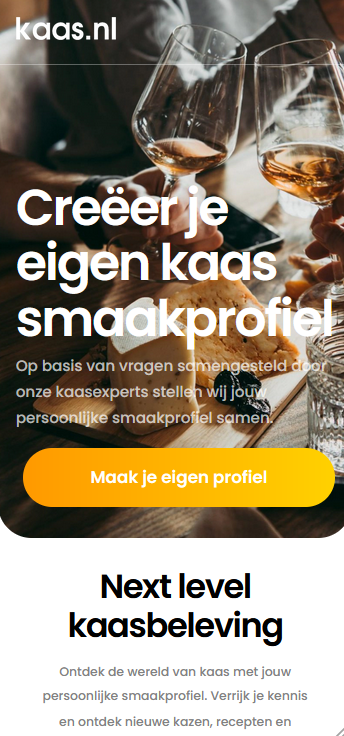 kaas.nl
Creëer je
eigen kaas
smaakprofiel
Op basis van vragen samengesteld door
onze kaasexperts stellen wij jouw
persoonlijke smaakprofiel samen.
Maak je eigen profiel
Next level
kaasbeleving
Ontdek de wereld van kaas met jouw
persoonlijke smaakprofiel. Verrijk je kennis
en ontdek nieuwe kazen, recepten en